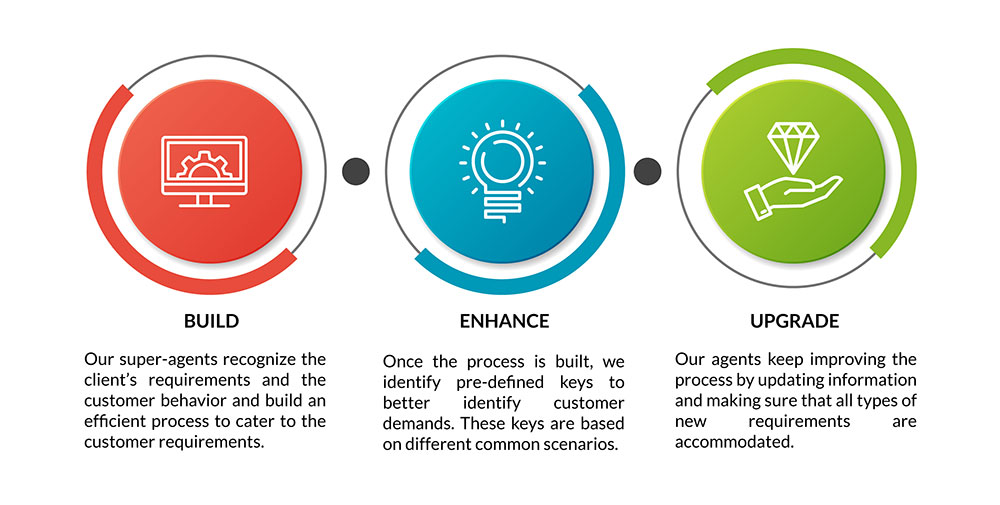 BUILD
Our super-agents recognize the
client’s requirements and the
customer behavior and build an
efficient process to cater to the
customer requirements.
ENHANCE
Once the process is built, we
identify pre-defined keys to
better identify customer
demands. These keys are based
on different common scenarios.
UPGRADE
Our agents keep improving the
process by updating information
and making sure that all types of
new requirements are
accommodated.